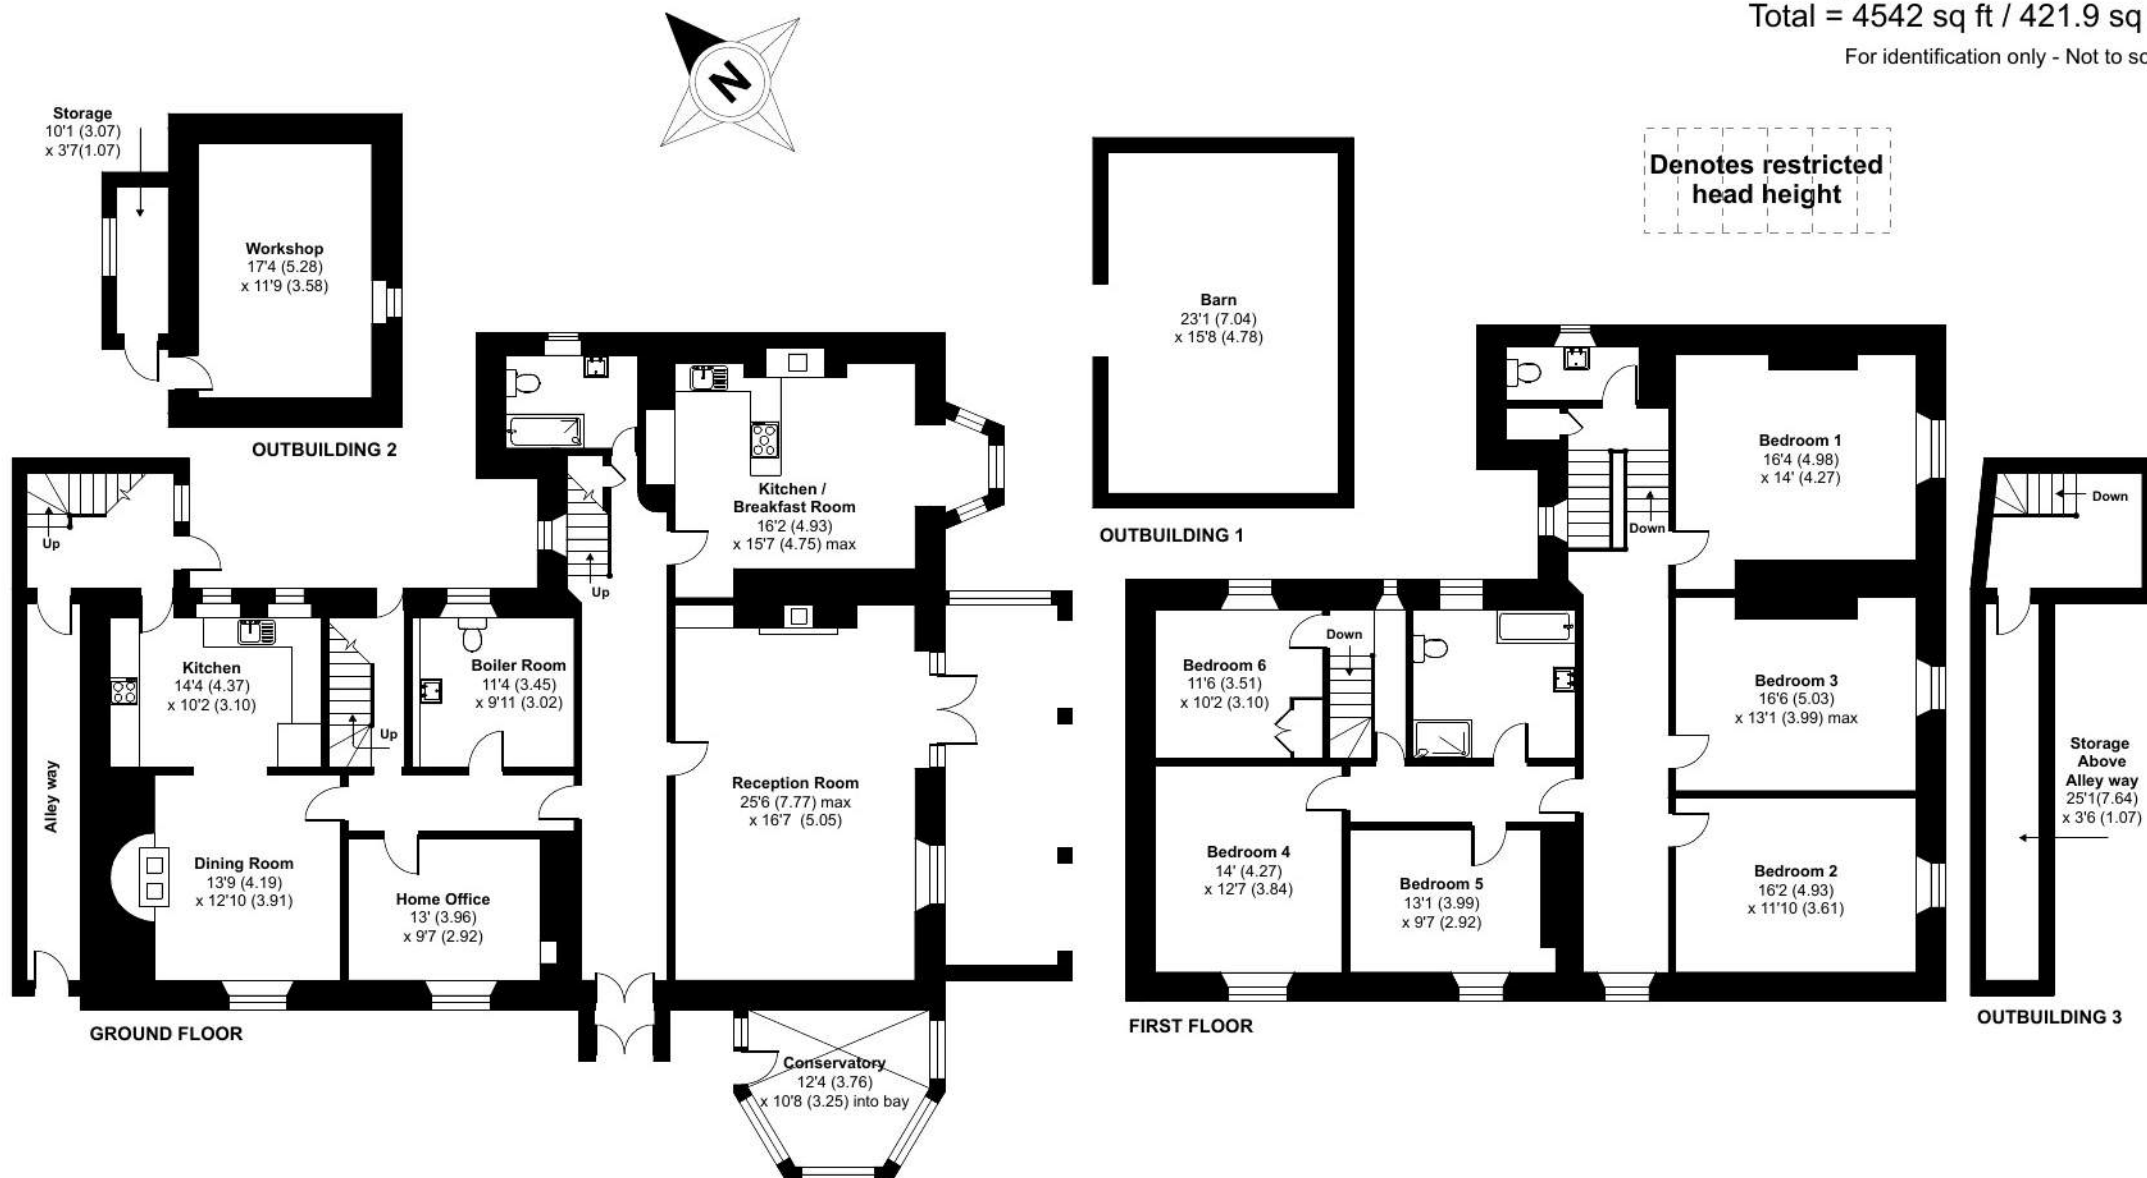 Total = 4542 sq ft / 421.9 sq
For identification only - Not to
N
Denotes restricted
head height
Storage
10'1 (3.07)
x 3'7(1.07)
Workshop
17'4 (5.28)
x 11'9 (3.58)
OUTBUILDING 2
Barn
23'1 (7.04)
x 15'8 (4.78)
OUTBUILDING 1
Up
Kitchen /
Breakfast Room
16'2 (4.93)
x 15'7 (4.75) max
Up
Kitchen
14'4 (4.37)
x 10'2 (3.10)
Up
Boiler Room
11'4 (3.45)
x 9'11 (3.02)
Alley way
Reception Room
25'6 (7.77) max
x 16'7 (5.05)
Dining Room
13'9 (4.19)
x 12'10 (3.91)
Home Office
13' (3.96)
x 9'7 (2.92)
Conservatory
12'4 (3.76)
x 10'8 (3.25) into bay
GROUND FLOOR
Bedroom 1
16'4 (4.98)
x 14' (4.27)
Down
Down
Bedroom 6
11'6 (3.51)
x 10'2 (3.10)
Bedroom 3
16'6 (5.03)
x 13'1 (3.99) max
Bedroom 4
14' (4.27)
x 12'7 (3.84)
Bedroom 5
13'1 (3.99)
x 9'7 (2.92)
Bedroom 2
16'2 (4.93)
x 11'10 (3.61)
FIRST FLOOR
Down
Storage
Above
Alley way
25'1(7.64)
x 3'6 (1.07)
OUTBUILDING 3